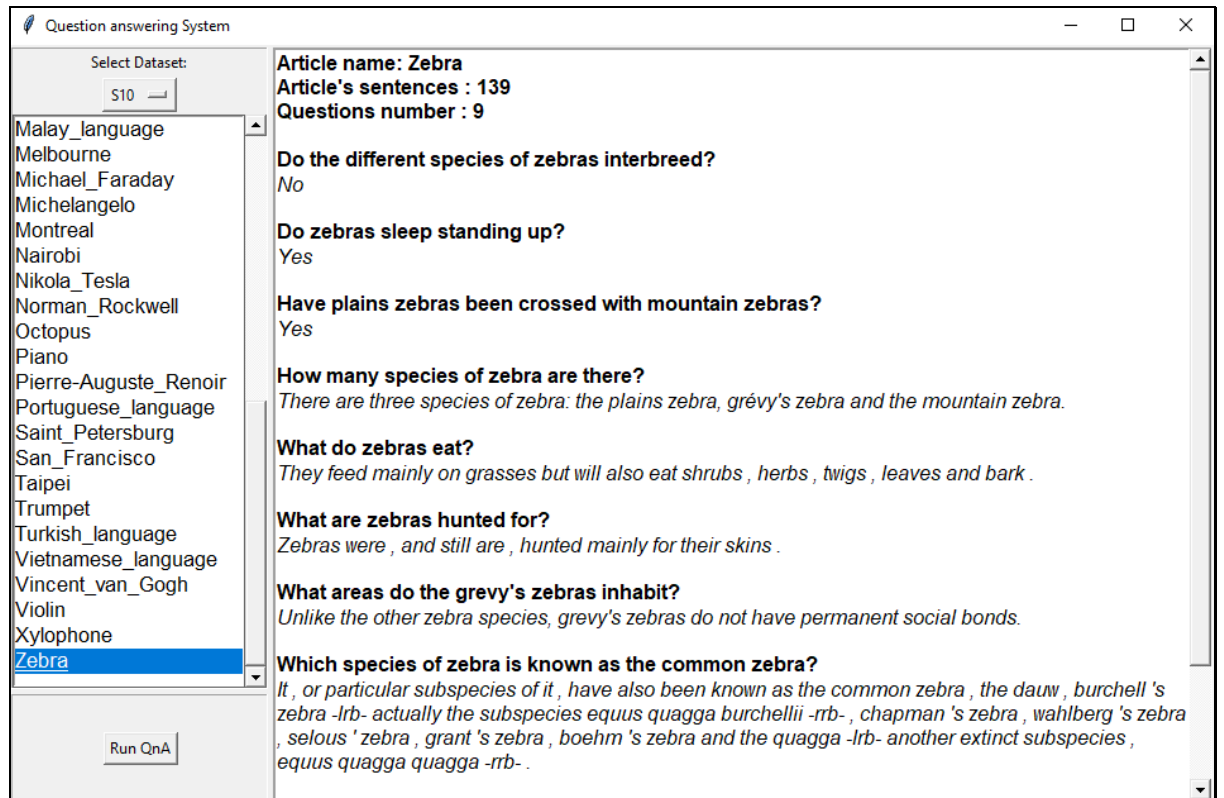 Question answering System
Select Dataset:
S10
Malay_language
Melbourne
Michael_Faraday
Michelangelo
Montreal
Nairobi
Nikola_Tesla
Norman_Rockwell
Octopus
Piano
Pierre-Auguste_Renoir
Portuguese_language
Saint_Petersburg
San_Francisco
Taipei
Trumpet
Turkish_language
Vietnamese_language
Vincent_van_Gogh
Violin
Xylophone
Zebra
Run QnA
Article name: Zebra
Article's sentences : 139
Questions number : 9
Do the different species of zebras interbreed?
No
Do zebras sleep standing up?
Yes
Have plains zebras been crossed with mountain zebras?
Yes
How many species of zebra are there?
There are three species of zebra: the plains zebra, grévy's zebra and the mountain zebra.
What do zebras eat?
They feed mainly on grasses but will also eat shrubs , herbs , twigs , leaves and bark .
What are zebras hunted for?
Zebras were , and still are , hunted mainly for their skins .
What areas do the grevy's zebras inhabit?
Unlike the other zebra species, grevy's zebras do not have permanent social bonds.
Which species of zebra is known as the common zebra?
It , or particular subspecies of it , have also been known as the common zebra , the dauw , burchell 's
zebra -lrb- actually the subspecies equus quagga burchellii -rrb- , chapman 's zebra , wahlberg 's zebra
, selous ' zebra , grant 's zebra , boehm 's zebra and the quagga -lrb- another extinct subspecies ,
equus quagga quagga -rrb- .